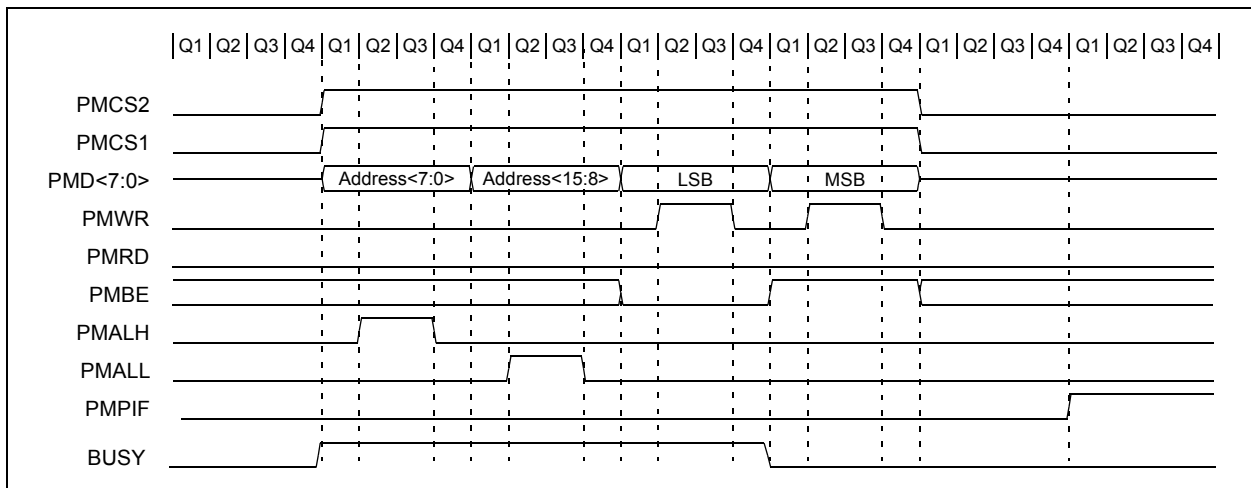 Q1 Q2 Q3 Q4 Q1 Q2 Q3 Q4 Q1 Q2 Q3 Q4 Q1 Q2 Q3 Q4 Q1 Q2 Q3 Q4 Q1 Q2 Q3 Q4 Q1 Q2 Q3 Q4
PMCS2
PMCS1
PMD<7:0> Address<7:0> Address<15:8> LSB MSB
PMWR
PMRD
PMBE
PMALH
PMALL
PMPIF
BUSY